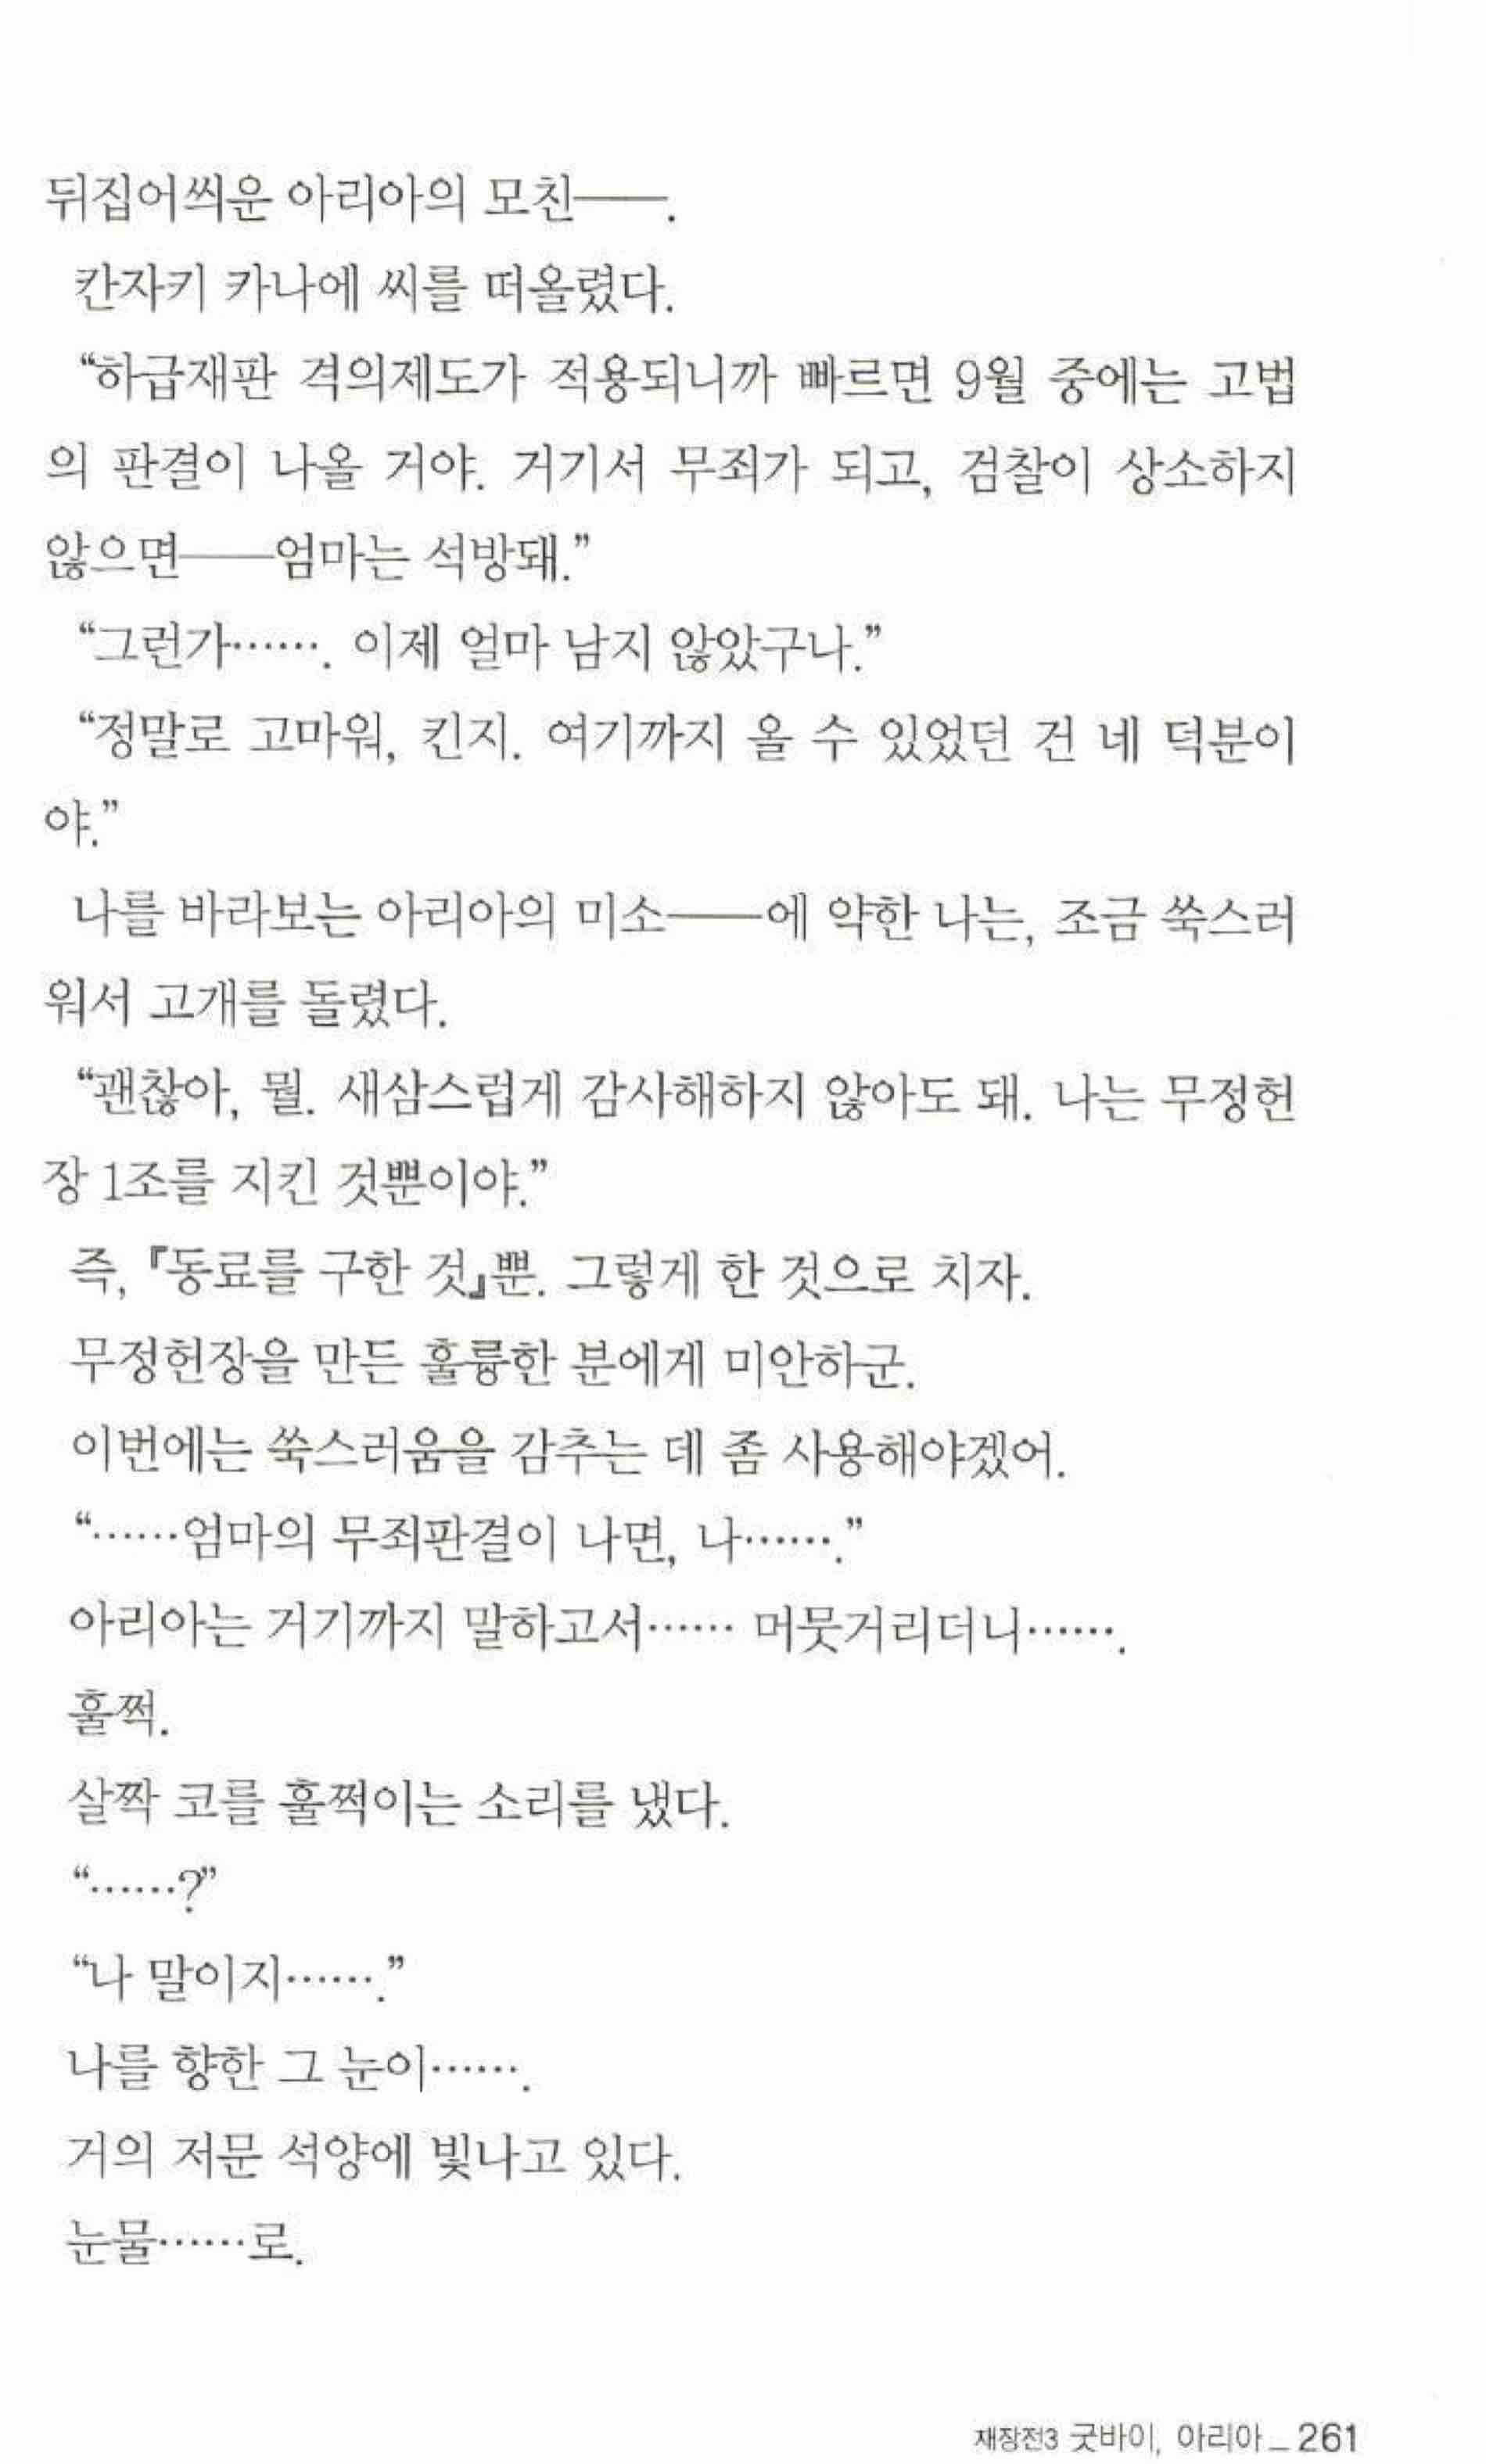 뒤집어씌운 아리아의 모친――.
칸자키 카나에 씨를 떠올렸다.
“하급재판 격의제도가 적용되니까 빠르면 9월 중에는 고법
의 판결이 나올 거야. 거기서 무죄가 되고, 검찰이 상소하지
않으면――엄마는 석방돼.”
“그런가……. 이제 얼마 남지 않았구나.”
“정말로 고마워, 킨지. 여기까지 올 수 있었던 건 네 덕분이
야.”
나를 바라보는 아리아의 미소――에 약한 나는, 조금 쑥스러
워서 고개를 돌렸다.
“괜찮아, 뭘. 새삼스럽게 감사해하지 않아도 돼. 나는 무정헌
장 1조를 지킨 것뿐이야.”
즉, 『동료를 구한 것』뿐. 그렇게 한 것으로 치자.
무정헌장을 만든 훌륭한 분에게 미안하군.
이번에는 쑥스러움을 감추는 데 좀 사용해야겠어.
“……엄마의 무죄판결이 나면, 나…….”
아리아는 거기까지 말하고서…… 머뭇거리더니…….
훌쩍.
살짝 코를 훌쩍이는 소리를 냈다.
“……?”
“나 말이지…….”
나를 향한 그 눈이…….
거의 저문 석양에 빛나고 있다.
눈물……로.
재장전3 굿바이, 아리아 _ 261